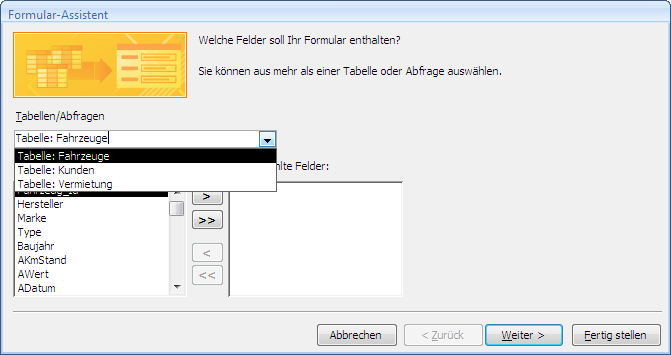 Formular-Assistent
Welche Felder soll Ihr Formular enthalten?
Sie können aus mehr als einer Tabelle oder Abfrage auswählen.
Tabellen/Abfragen
Tabelle: Fahrzeuge
Tabelle: Fahrzeuge
Tabelle: Kunden
Tabelle: Vermietung
hlte Felder:
Hersteller
Marke
Type
Baujahr
AKmStand
AWert
ADatum
>
>>
<
<<
Abbrechen
< Zurück
Weiter >
Fertig stellen